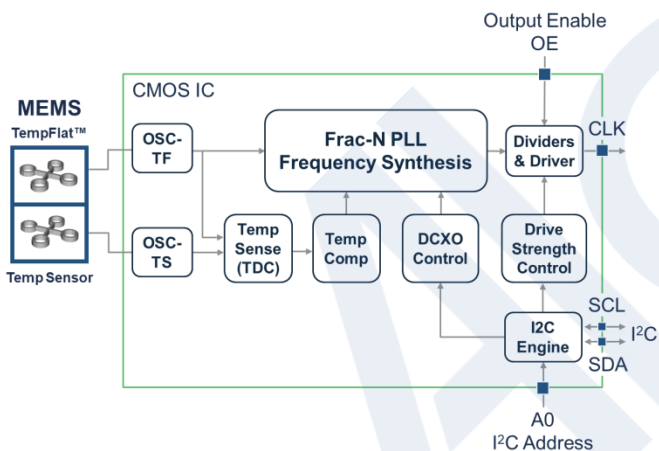 Output Enable
OE
CMOS IC
MEMS
TempFlat™
OSC-
TF
Frac-N PLL
Frequency Synthesis
Dividers
& Driver
CLK
OSC-
TS
Temp
Sense
(TDC)
Temp
Comp
DCXO
Control
Drive
Strength
Control
Temp Sensor
SCL
I2C
Engine
I²C
SDA
A0
I²C Address